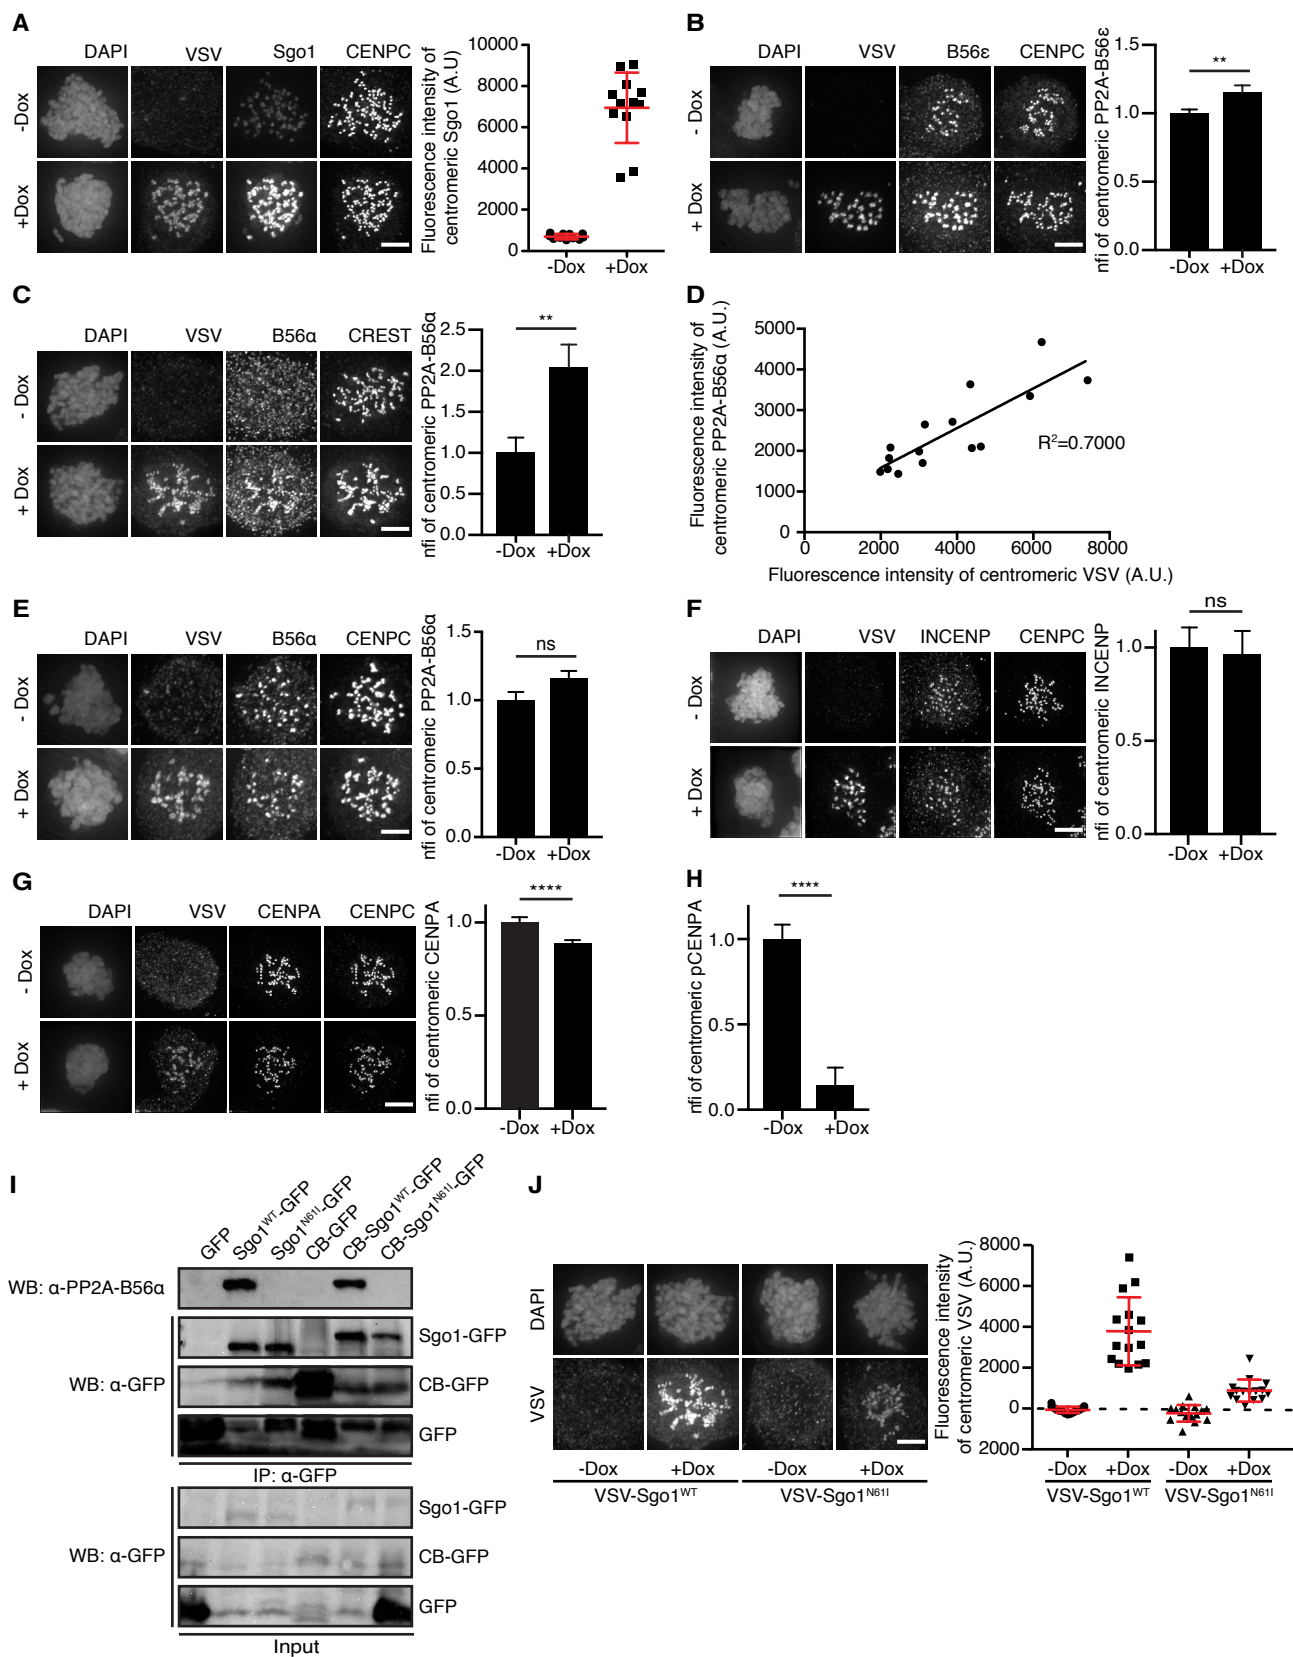 A
DAPI VSV Sgo1 CENPC
-Dox
+Dox
Fluorescence intensity of
centromeric Sgo1 (A.U)
10000
8000
6000
4000
2000
0
-Dox +Dox
B
DAPI VSV B56ε CENPC
- Dox
+ Dox
nfi of centromeric PP2A-B56ε
1.5
1.0
0.5
0.0
**
-Dox +Dox
C
DAPI VSV B56α CREST
- Dox
+ Dox
nfi of centromeric PP2A-B56α
2.5
2.0
1.5
1.0
0.5
0.0
**
-Dox +Dox
D
Fluorescence intensity of
centromeric PP2A-B56α (A.U.)
5000
4000
3000
2000
1000
0
R²=0.7000
0 2000 4000 6000 8000
Fluorescence intensity of centromeric VSV (A.U.)
E
DAPI VSV B56α CENPC
- Dox
+ Dox
nfi of centromeric PP2A-B56α
1.5
1.0
0.5
0.0
ns
-Dox +Dox
F
DAPI VSV INCENP CENPC
- Dox
+ Dox
nfi of centromeric INCENP
1.0
0.5
0.0
ns
-Dox +Dox
G
DAPI VSV CENPA CENPC
- Dox
+ Dox
nfi of centromeric CENPA
1.0
0.5
0.0
****
-Dox +Dox
H
nfi of centromeric pCENPA
1.0
0.5
0.0
****
-Dox +Dox
I
GFP
Sgo1WT-GFP
Sgo1N61I-GFP
CB-GFP
CB-Sgo1WT-GFP
CB-Sgo1N61I-GFP
WB: α-PP2A-B56α
WB: α-GFP
Sgo1-GFP
CB-GFP
GFP
IP: α-GFP
WB: α-GFP
Sgo1-GFP
CB-GFP
GFP
Input
J
DAPI
VSV
-Dox +Dox -Dox +Dox
VSV-Sgo1WT VSV-Sgo1N61I
Fluorescence intensity
of centromeric VSV (A.U.)
8000
6000
4000
2000
0
2000
-Dox +Dox -Dox +Dox
VSV-Sgo1WT VSV-Sgo1N61I